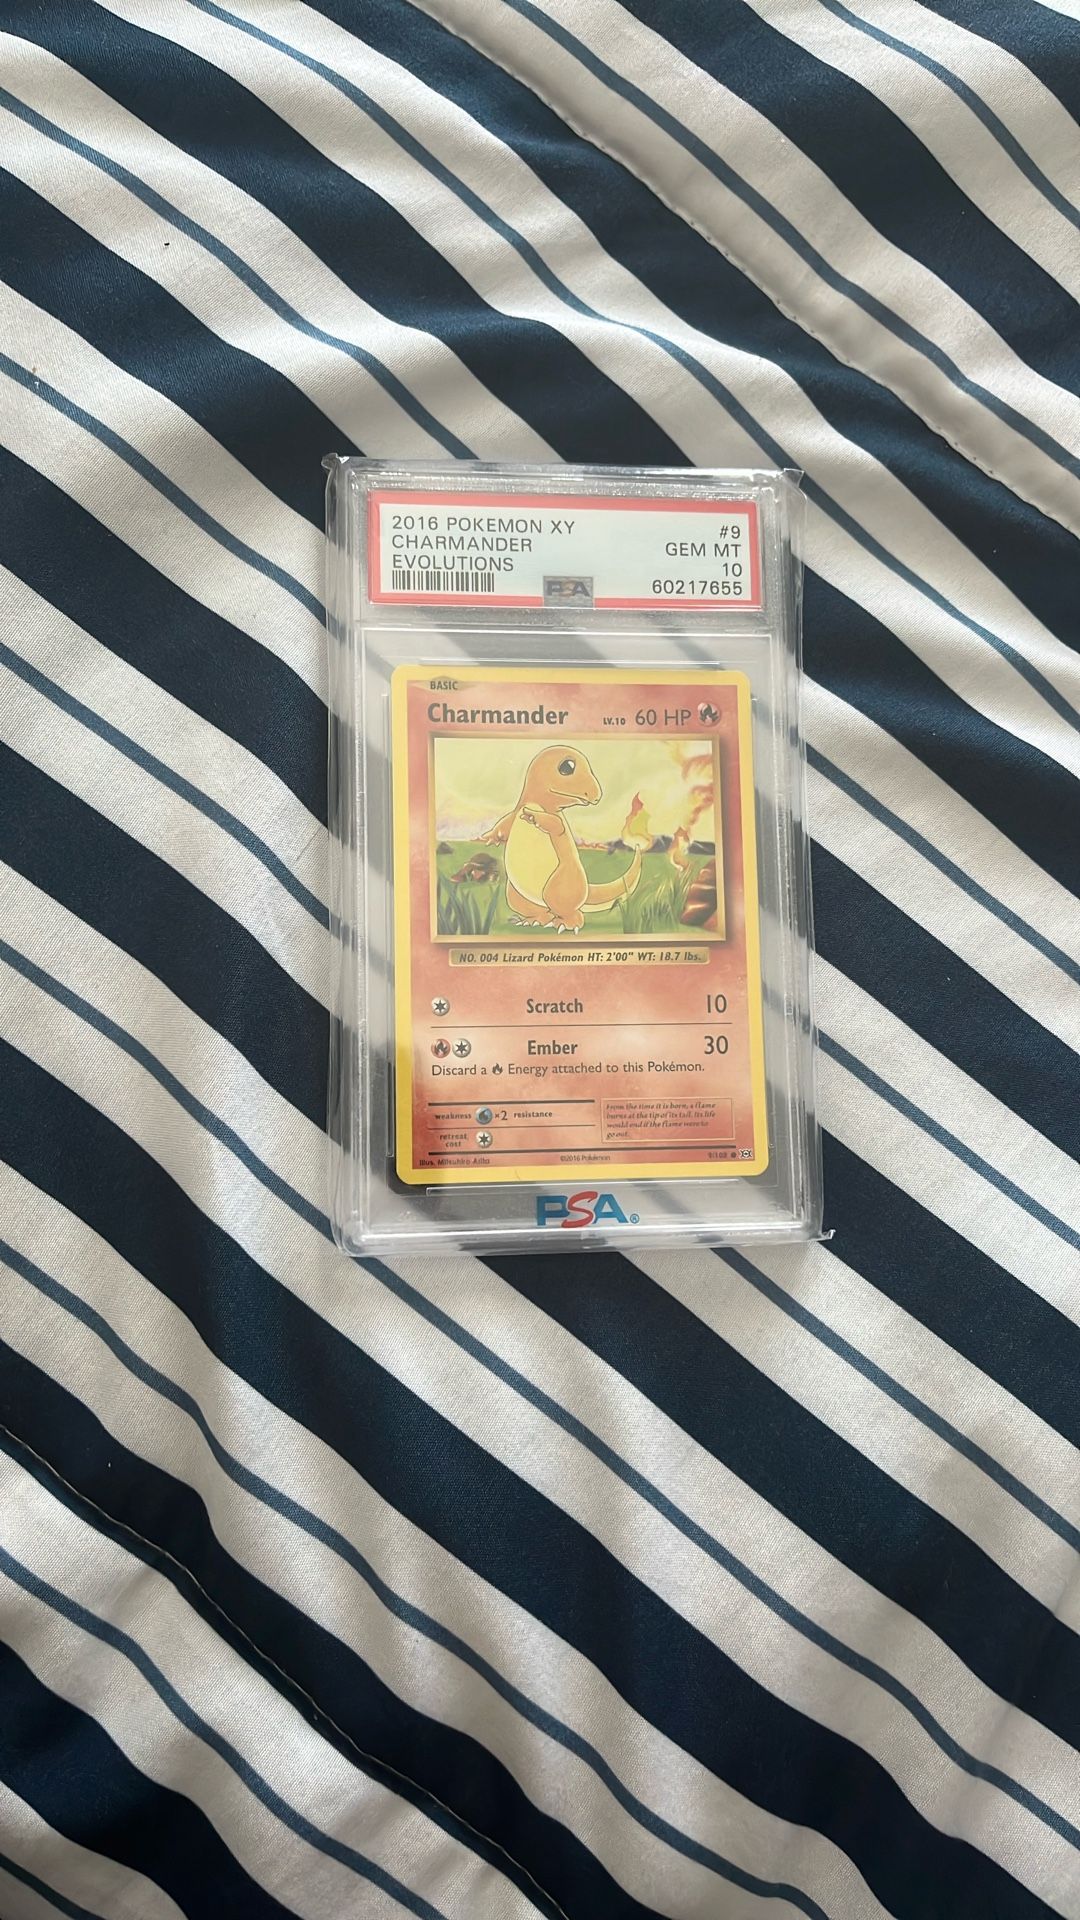 2016 POKEMON XY #9
CHARMANDER GEM MT
EVOLUTIONS 10
PSA 60217655
BASIC
Charmander LV.10 60 HP
NO. 004 Lizard Pokémon HT: 2'00" WT: 18.7 lbs.
Scratch 10
Ember 30
Discard a Energy attached to this Pokémon.
weakness ×2 resistance
retreat
cost
From the time it is born, a flame
burns at the tip of its tail. Its life
would end if the flame were to
go out.
Illus. Mitsuhiro Arita ©2016 Pokémon 9/108
PSA®